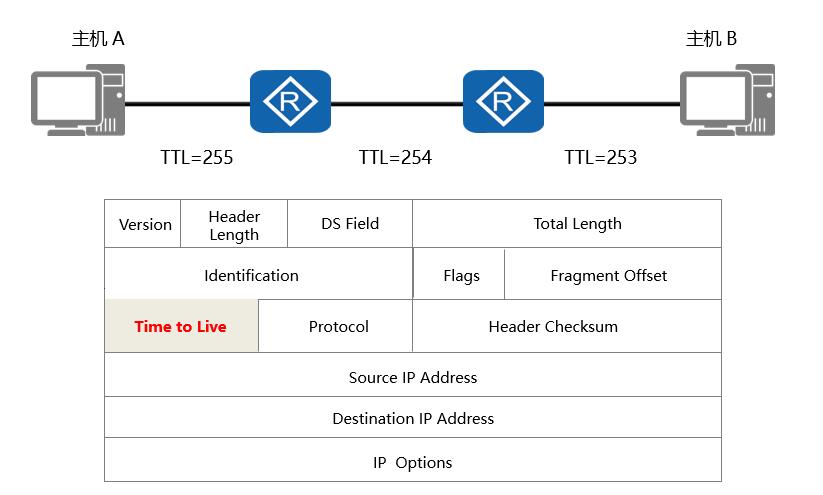 主机 A
主机 B
R
R
TTL=255
TTL=254
TTL=253
Version
Header
Length
DS Field
Total Length
Identification
Flags
Fragment Offset
Time to Live
Protocol
Header Checksum
Source IP Address
Destination IP Address
IP Options